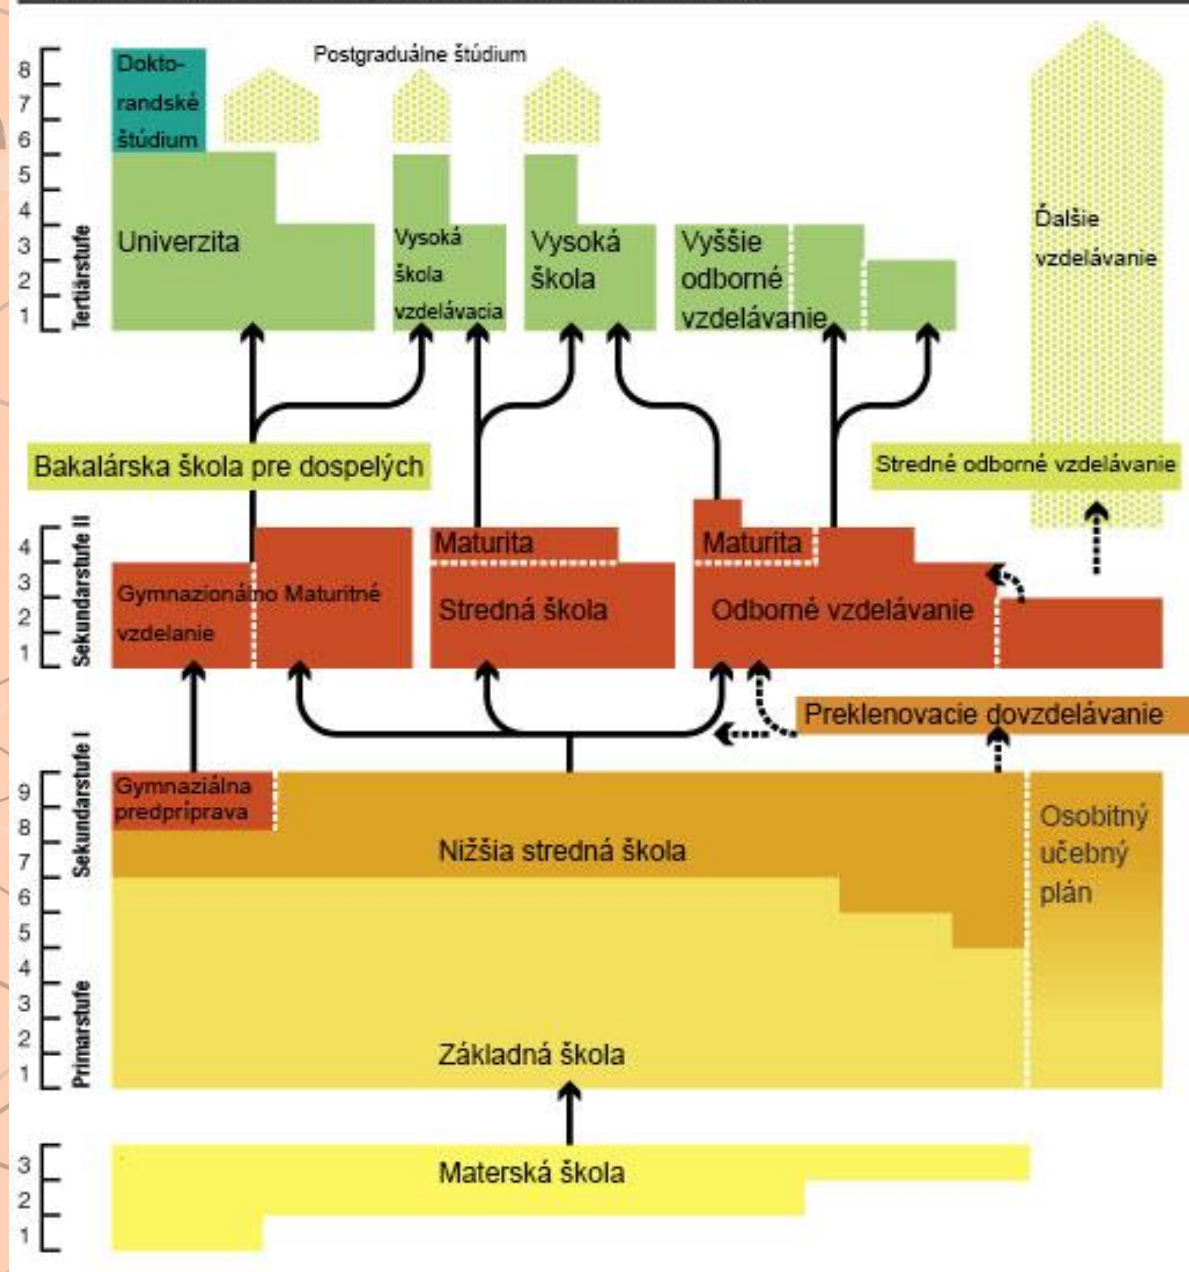 8
7
6
5
4
3
2
1
Tertiärstufe
Dokto-
randské
štúdium
Postgraduálne štúdium
Univerzita
Vysoká
škola
vzdelávacia
Vysoká
škola
Vyššie
odborné
vzdelávanie
Ďalšie
vzdelávanie
Bakalárska škola pre dospelých
Stredné odborné vzdelávanie
4
3
2
1
Sekundarstufe II
Gymnazionálno Maturitné
vzdelanie
Maturita
Stredná škola
Maturita
Odborné vzdelávanie
Preklenovacie dovzdelávanie
9
8
7
6
5
4
3
2
1
Sekundarstufe I
Primarstufe
Gymnaziálna
predpríprava
Nižšia stredná škola
Osobitný
učebný
plán
Základná škola
3
2
1
Materská škola